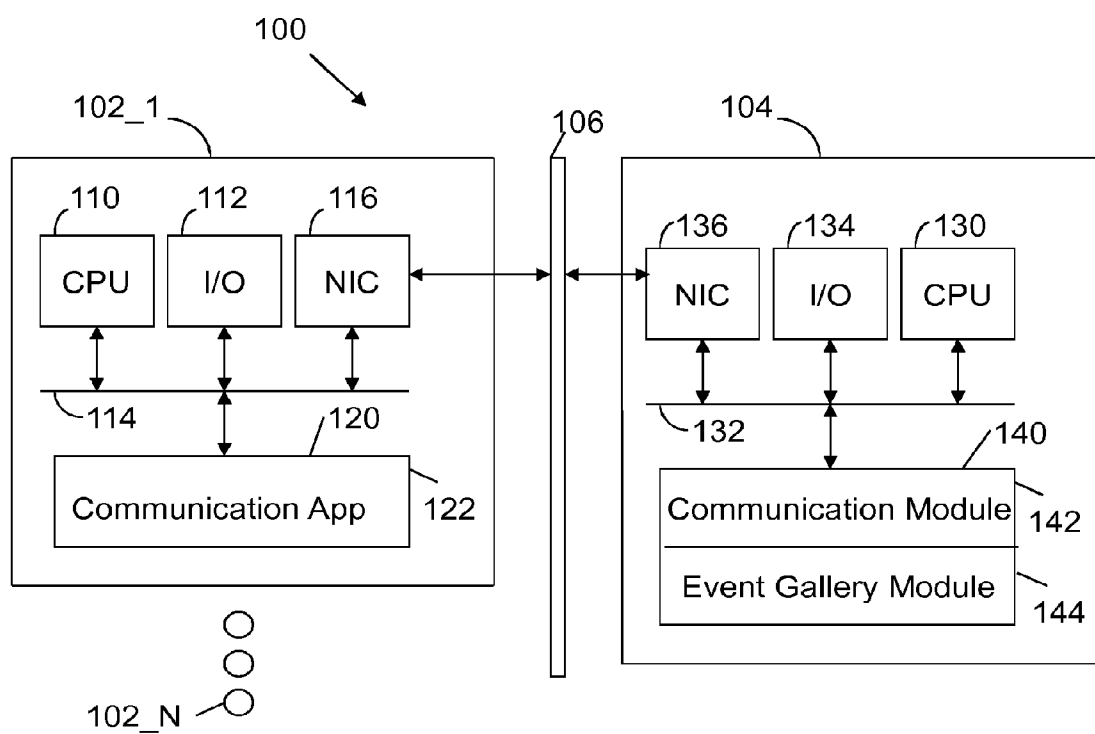 100
102_1
106
104
110
112
116
136
134
130
CPU
I/O
NIC
NIC
I/O
CPU
114
120
132
140
Communication App
122
Communication Module
142
Event Gallery Module
144
102_N